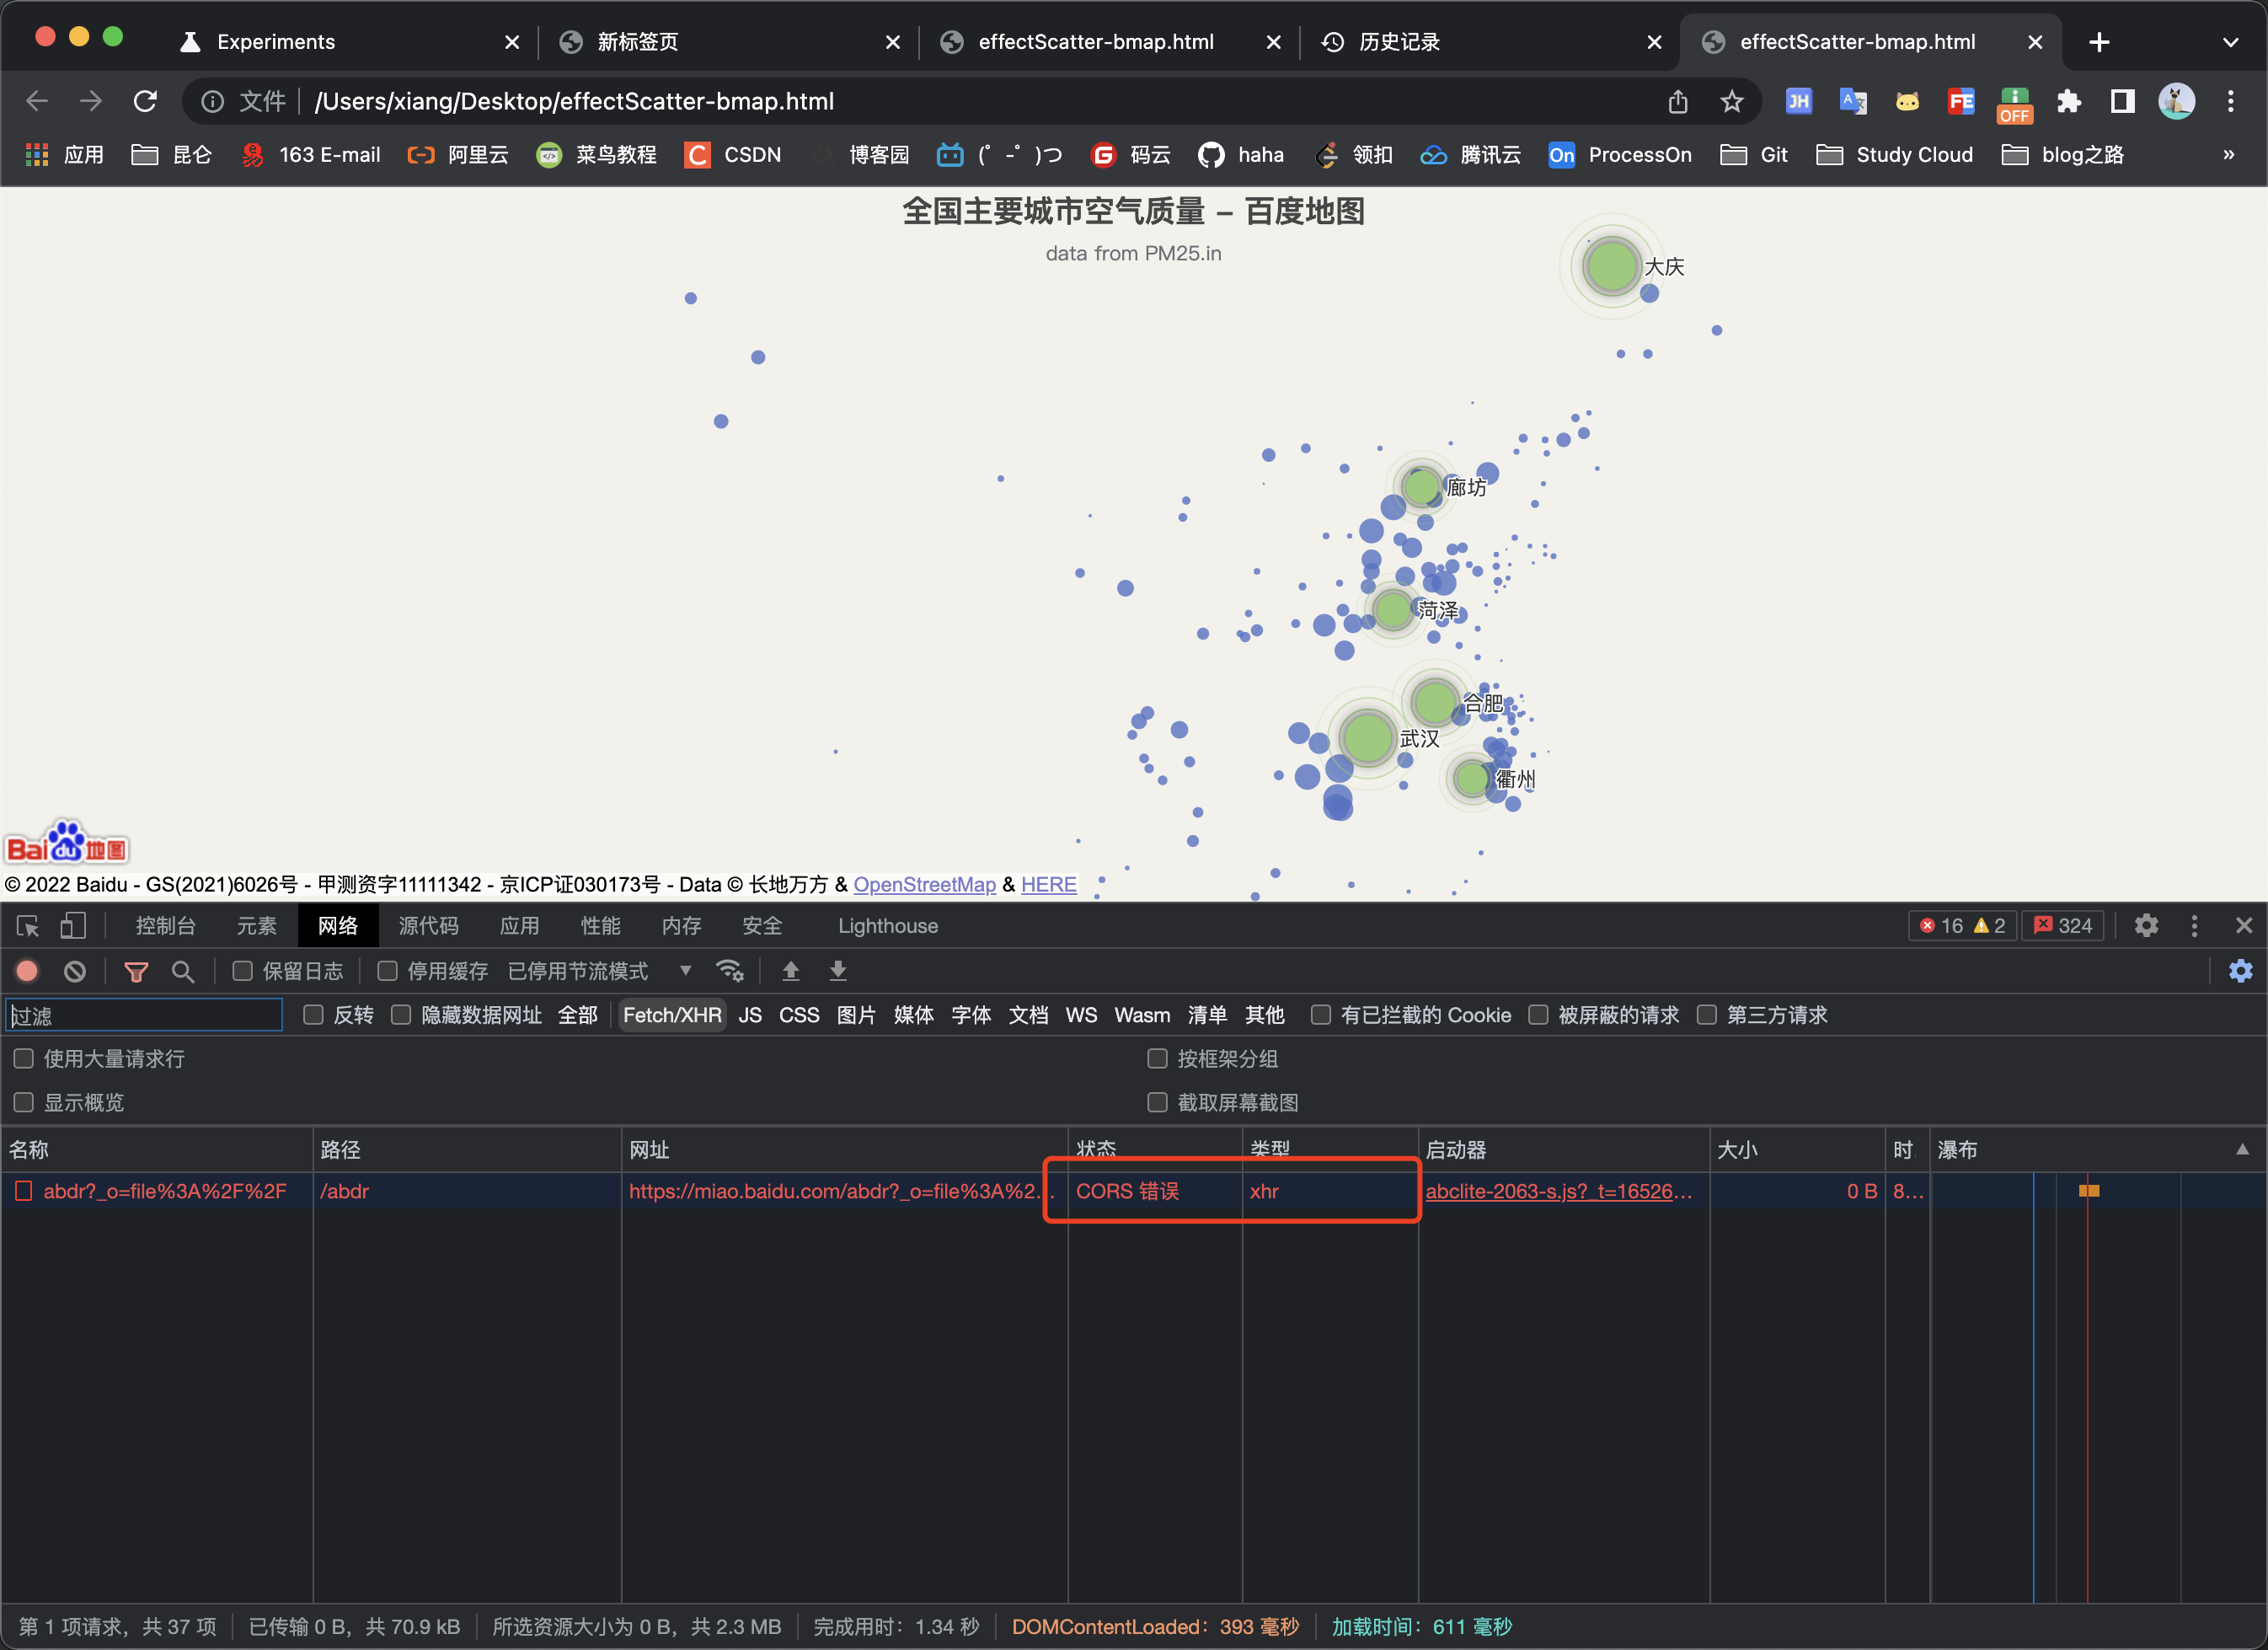 Experiments
新标签页
effectScatter-bmap.html
历史记录
effectScatter-bmap.html
文件
/Users/xiang/Desktop/effectScatter-bmap.html
JH
FE
OFF
应用
昆仑
163 E-mail
阿里云
菜鸟教程
CSDN
博客园
(゜-゜)つ
码云
haha
领扣
腾讯云
On ProcessOn
Git
Study Cloud
blog之路
»
全国主要城市空气质量 – 百度地图
data from PM25.in
大庆
廊坊
菏泽
合肥
武汉
衢州
Bai du 地图
© 2022 Baidu - GS(2021)6026号 - 甲测资字11111342 - 京ICP证030173号 - Data © 长地万方 & OpenStreetMap & HERE
控制台 元素 网络 源代码 应用 性能 内存 安全 Lighthouse 16 2 324
保留日志 停用缓存 已停用节流模式
过滤 反转 隐藏数据网址 全部 Fetch/XHR JS CSS 图片 媒体 字体 文档 WS Wasm 清单 其他 有已拦截的 Cookie 被屏蔽的请求 第三方请求
使用大量请求行 按框架分组
显示概览 截取屏幕截图
名称 路径 网址 状态 类型 启动器 大小 时 瀑布
abdr?_o=file%3A%2F%2F /abdr https://miao.baidu.com/abdr?_o=file%3A%2… CORS 错误 xhr abclite-2063-s.js?_t=16526… 0 B 8…
第 1 项请求，共 37 项 已传输 0 B，共 70.9 kB 所选资源大小为 0 B，共 2.3 MB 完成用时：1.34 秒 DOMContentLoaded：393 毫秒 加载时间：611 毫秒